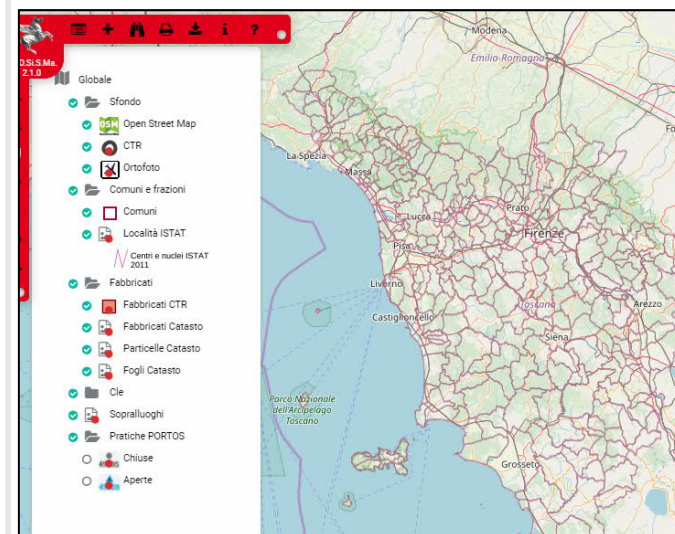 O.Si.S.Ma.
2.1.0
Globale
Sfondo
OSM
Open Street Map
CTR
Ortofoto
Comuni e frazioni
Comuni
Località ISTAT
Centri e nuclei ISTAT
2011
Fabbricati
Fabbricati CTR
Fabbricati Catasto
Particelle Catasto
Fogli Catasto
Cle
Sopralluoghi
Pratiche PORTOS
Chiuse
Aperte
Modena
Emilia-Romagna
La Spezia
Massa
Lucca
Prato
Firenze
Pisa
Livorno
Castiglioncello
Toscana
Arezzo
Siena
Parco Nazionale
dell'Arcipelago
Toscano
Grosseto